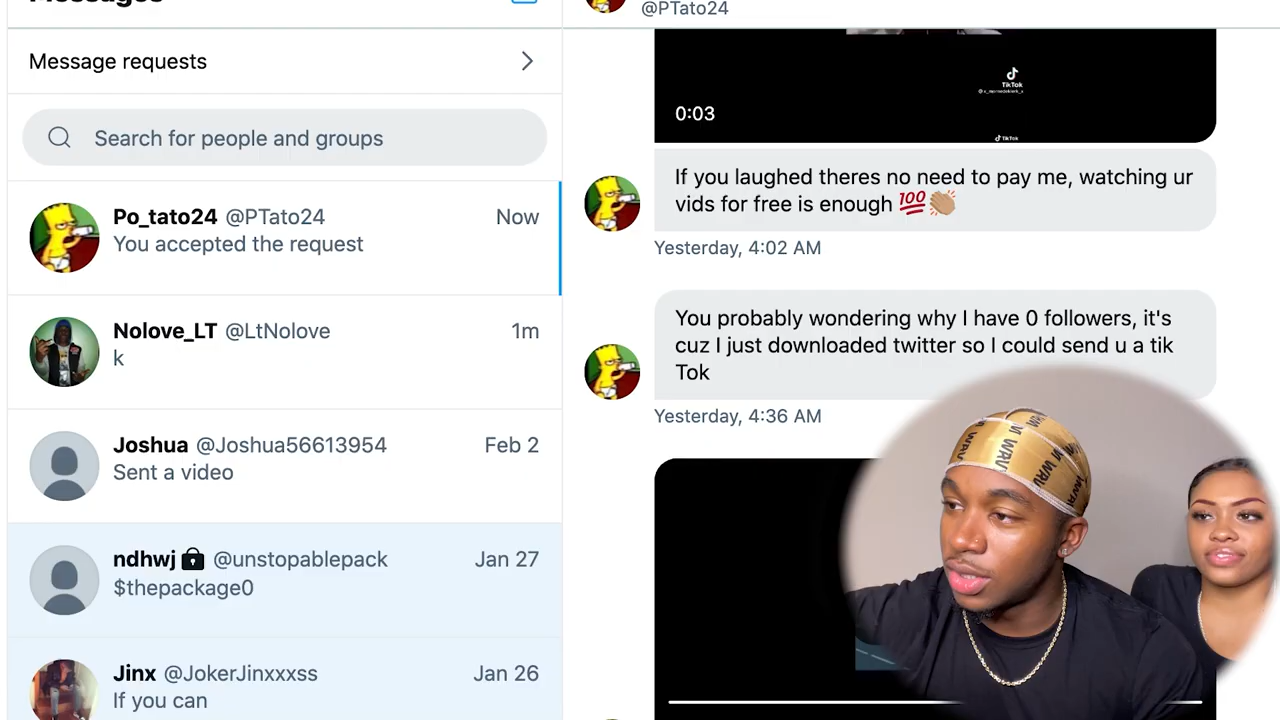 Messages
@PTato24
Message requests
Search for people and groups
Po_tato24 @PTato24 Now
You accepted the request
Nolove_LT @LtNolove 1m
k
Joshua @Joshua56613954 Feb 2
Sent a video
ndhwj @unstopablepack Jan 27
$thepackage0
Jinx @JokerJinxxxss Jan 26
If you can
TikTok
0:03
TikTok
If you laughed theres no need to pay me, watching ur
vids for free is enough 💯👏🏽
Yesterday, 4:02 AM
You probably wondering why I have 0 followers, it's
cuz I just downloaded twitter so I could send u a tik
Tok
Yesterday, 4:36 AM